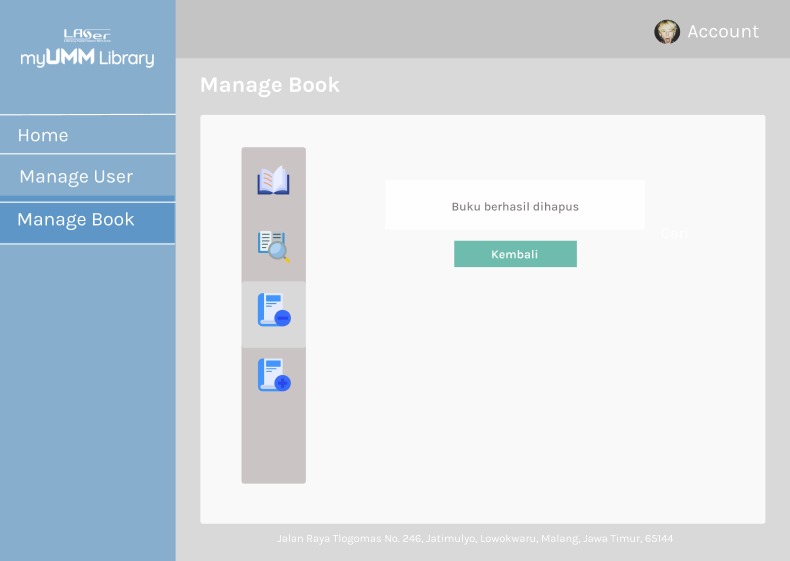 LASer
myUMM Library
Account
Manage Book
Home
Manage User
Manage Book
Buku berhasil dihapus
Cari
Kembali
Jalan Raya Tlogomas No. 246, Jatimulyo, Lowokwaru, Malang, Jawa Timur, 65144